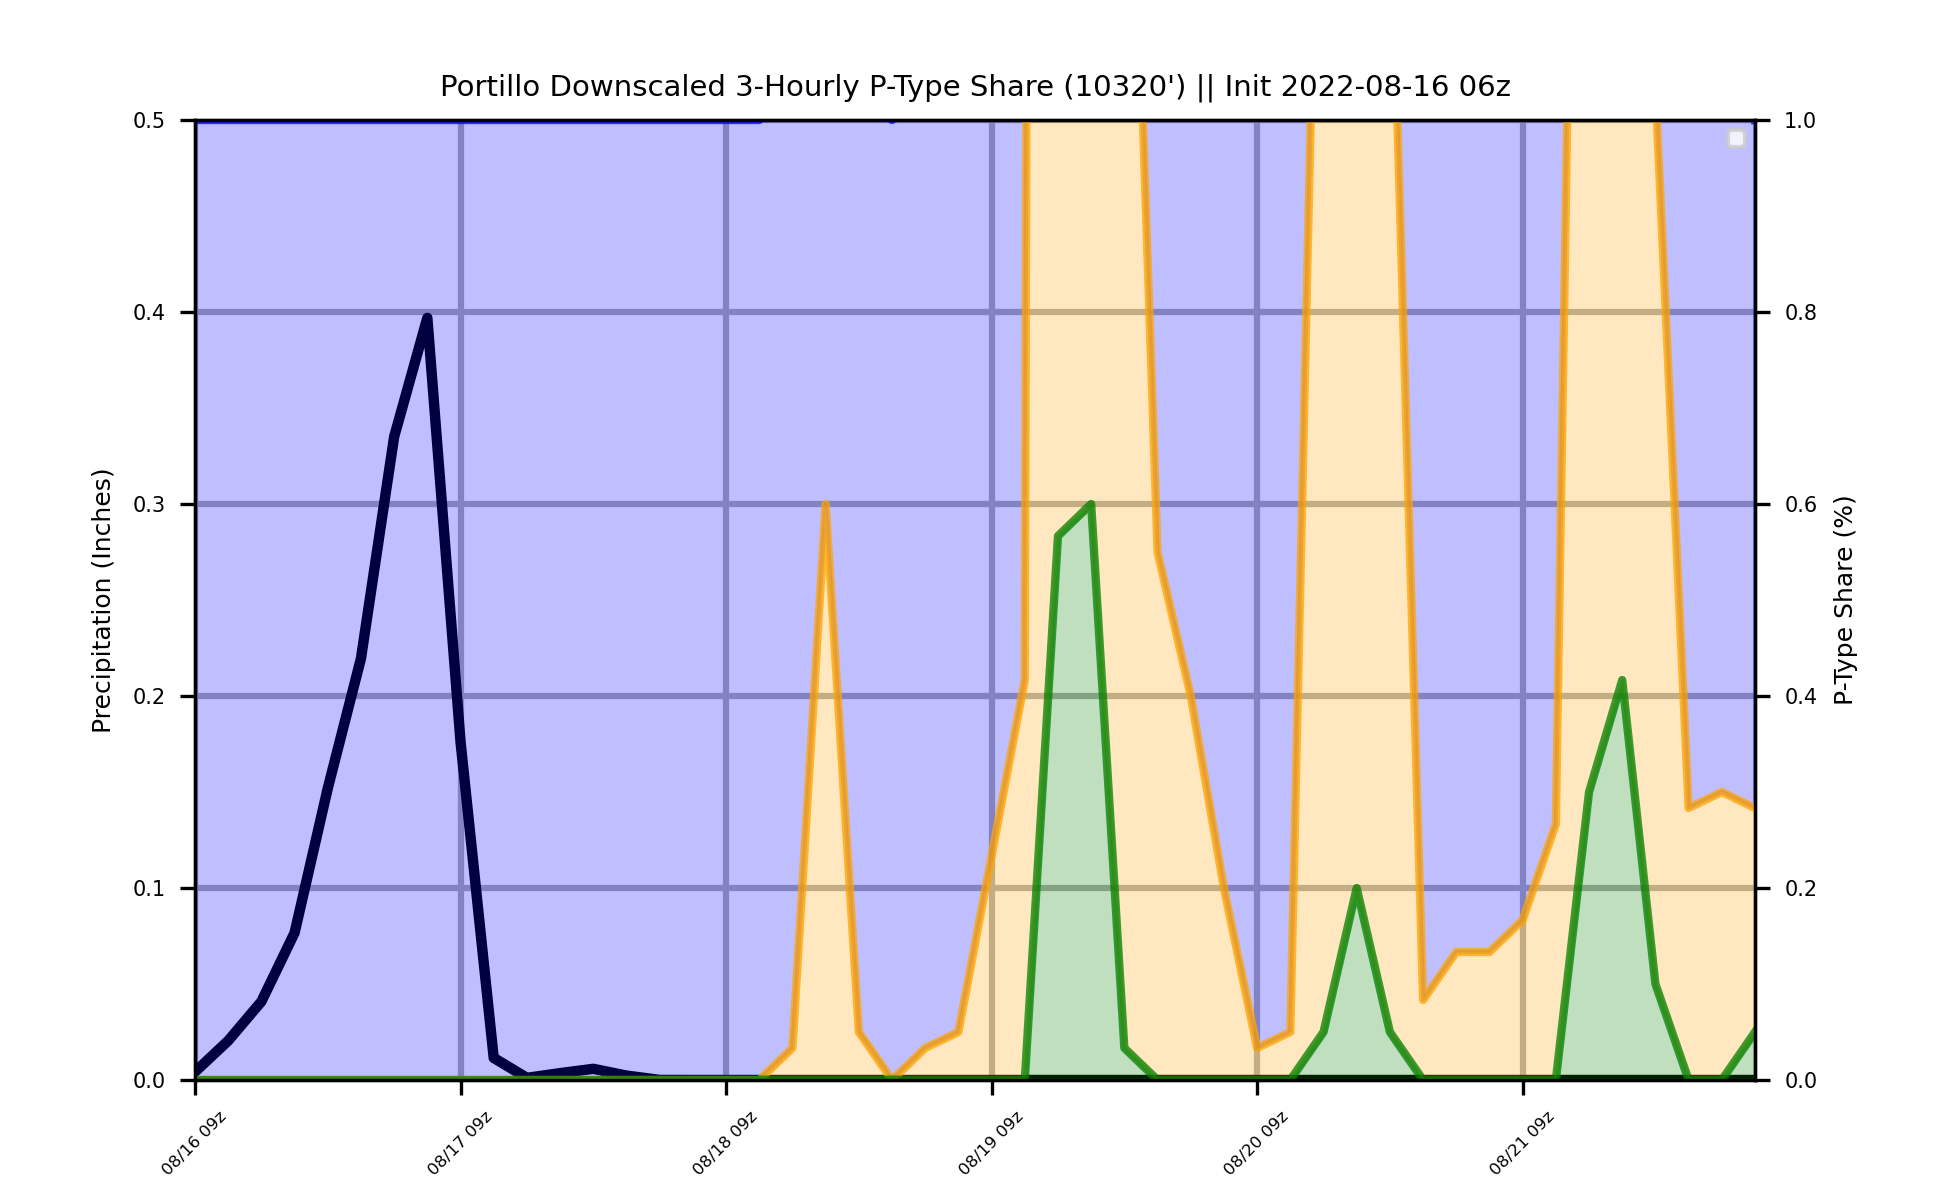 Portillo Downscaled 3-Hourly P-Type Share (10320') || Init 2022-08-16 06z
Precipitation (Inches)
0.5
0.4
0.3
0.2
0.1
0.0
1.0
0.8
0.6
0.4
0.2
0.0
P-Type Share (%)
08/16 09z
08/17 09z
08/18 09z
08/19 09z
08/20 09z
08/21 09z